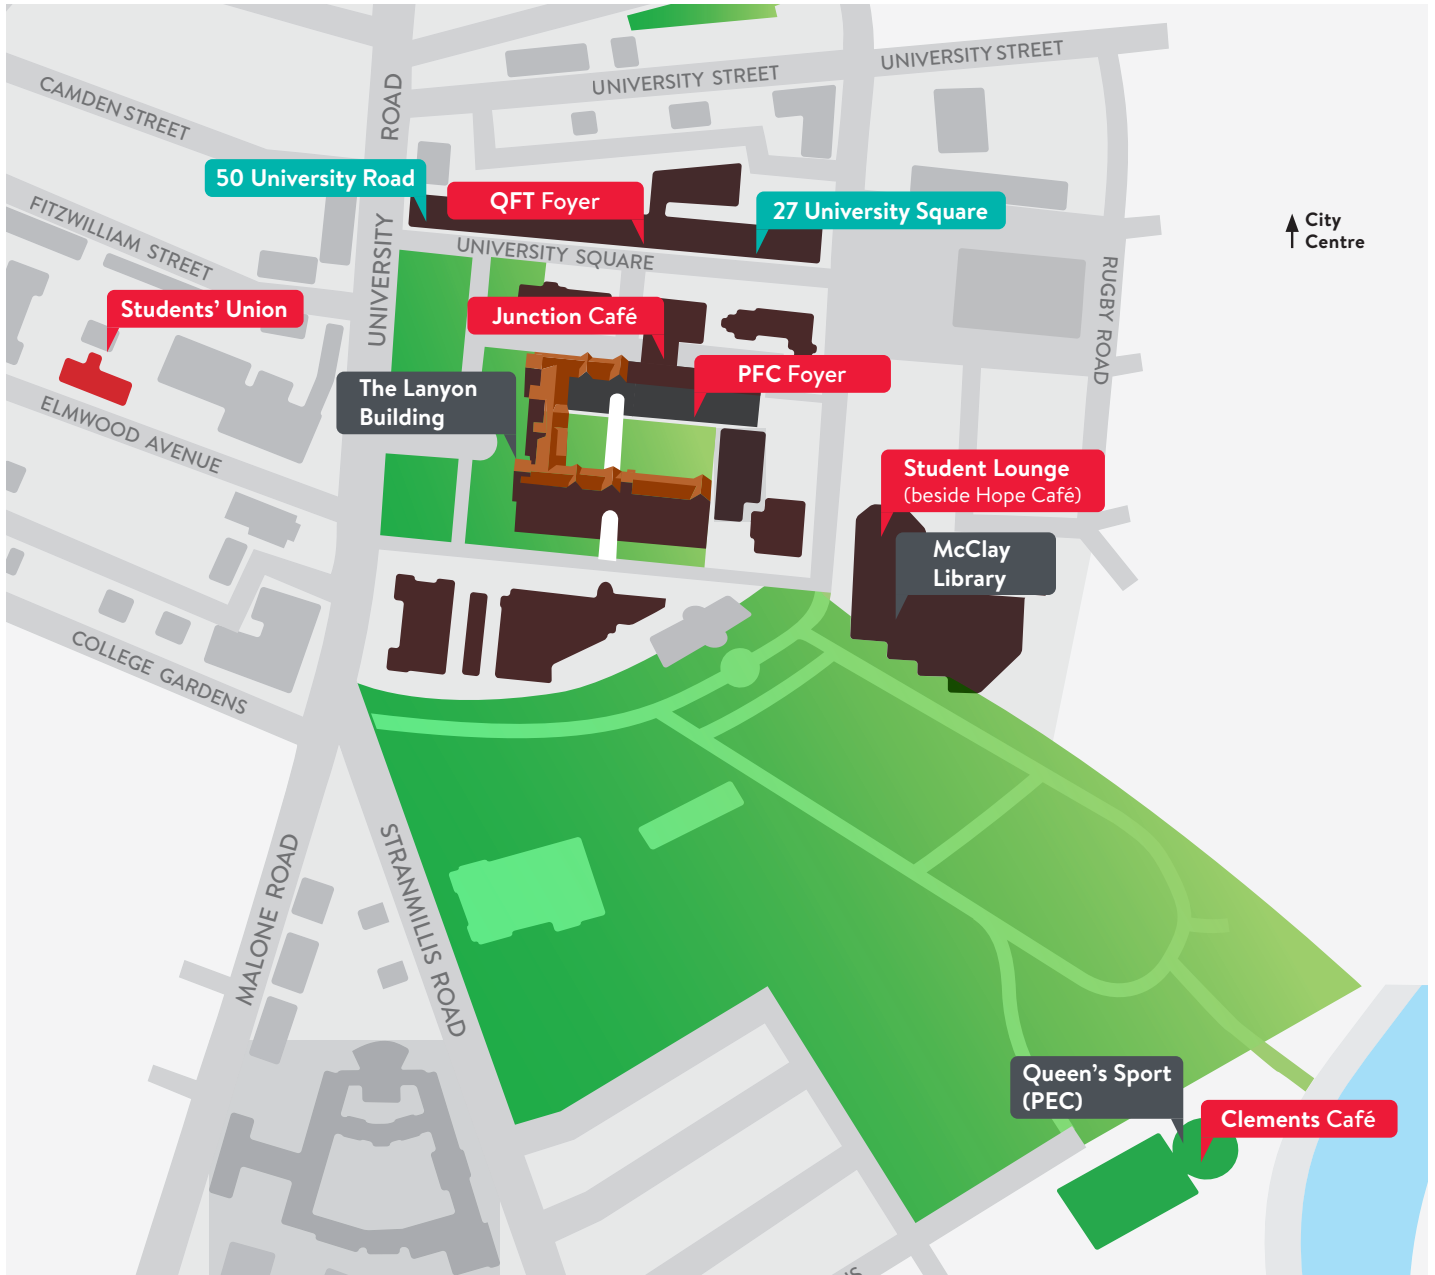 UNIVERSITY STREET
UNIVERSITY STREET
CAMDEN STREET
ROAD
50 University Road
QFT Foyer
27 University Square
FITZWILLIAM STREET
UNIVERSITY
UNIVERSITY SQUARE
City
Centre
RUGBY ROAD
Students’ Union
Junction Café
PFC Foyer
The Lanyon
Building
ELMWOOD AVENUE
Student Lounge
(beside Hope Café)
McClay
Library
COLLEGE GARDENS
MALONE ROAD
STRANMILLIS ROAD
Queen’s Sport
(PEC)
Clements Café